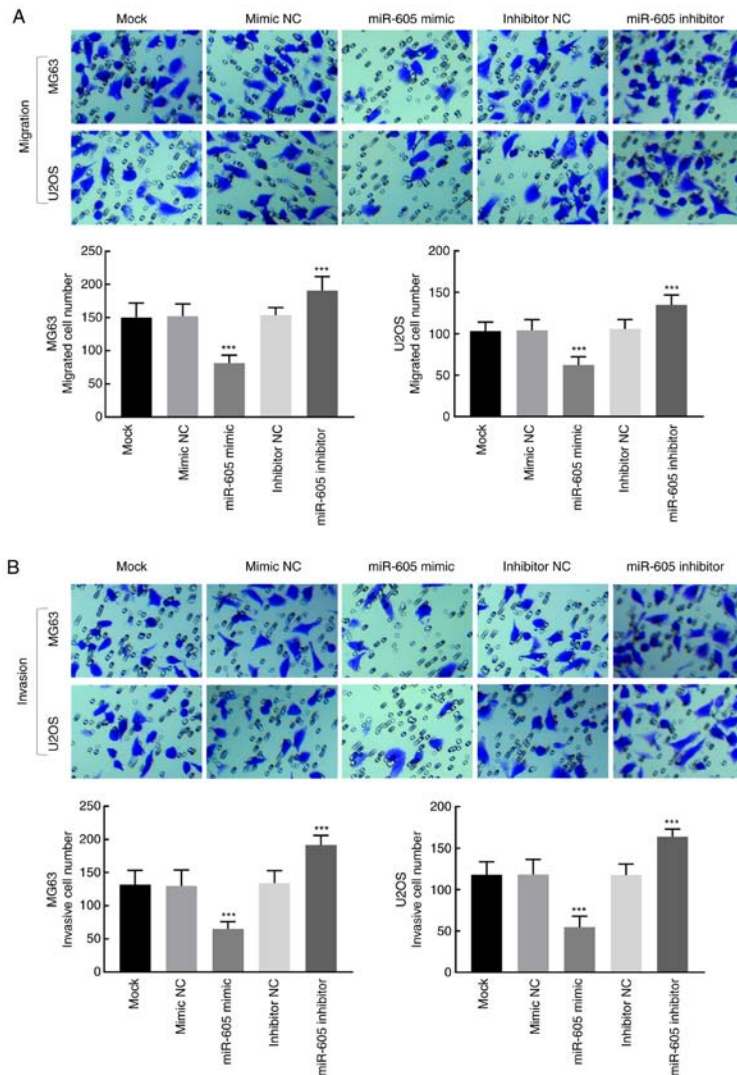 A
Mock Mimic NC miR-605 mimic Inhibitor NC miR-605 inhibitor
Migration
MG63
U2OS
MG63
Migrated cell number
250
200
150
100
50
0
***
***
Mock
Mimic NC
miR-605 mimic
Inhibitor NC
miR-605 inhibitor
U2OS
Migrated cell number
200
150
100
50
0
***
***
Mock
Mimic NC
miR-605 mimic
Inhibitor NC
miR-605 inhibitor
B
Mock Mimic NC miR-605 mimic Inhibitor NC miR-605 inhibitor
Invasion
MG63
U2OS
MG63
Invasive cell number
250
200
150
100
50
0
***
***
Mock
Mimic NC
miR-605 mimic
Inhibitor NC
miR-605 inhibitor
U2OS
Invasive cell number
200
150
100
50
0
***
***
Mock
Mimic NC
miR-605 mimic
Inhibitor NC
miR-605 inhibitor